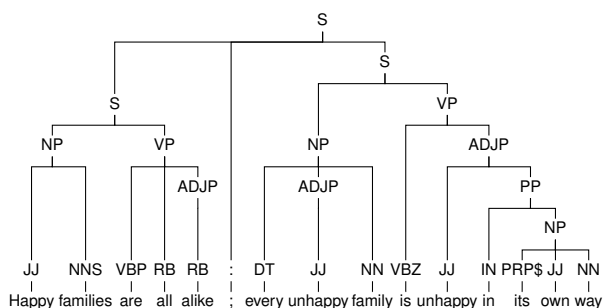 S
S
S
VP
NP
VP
NP
ADJP
ADJP
ADJP
PP
NP
JJ NNS VBP RB RB : DT JJ NN VBZ JJ IN PRP$ JJ NN
Happy families are all alike ; every unhappy family is unhappy in its own way